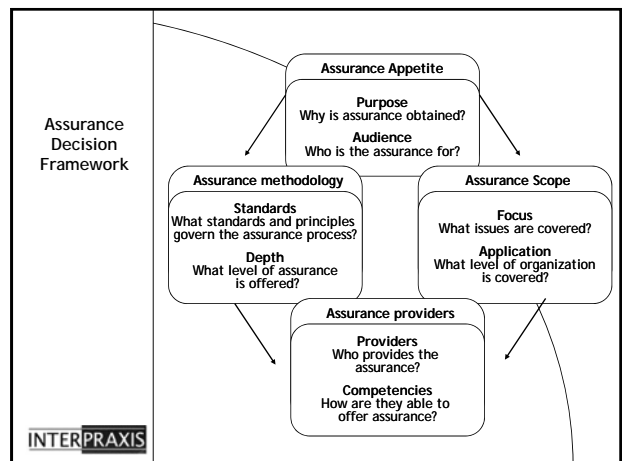 Assurance
Decision
Framework
Assurance Appetite
Purpose
Why is assurance obtained?
Audience
Who is the assurance for?
Assurance methodology
Standards
What standards and principles
govern the assurance process?
Depth
What level of assurance
is offered?
Assurance Scope
Focus
What issues are covered?
Application
What level of organization
is covered?
Assurance providers
Providers
Who provides the
assurance?
Competencies
How are they able to
offer assurance?
INTERPRAXIS